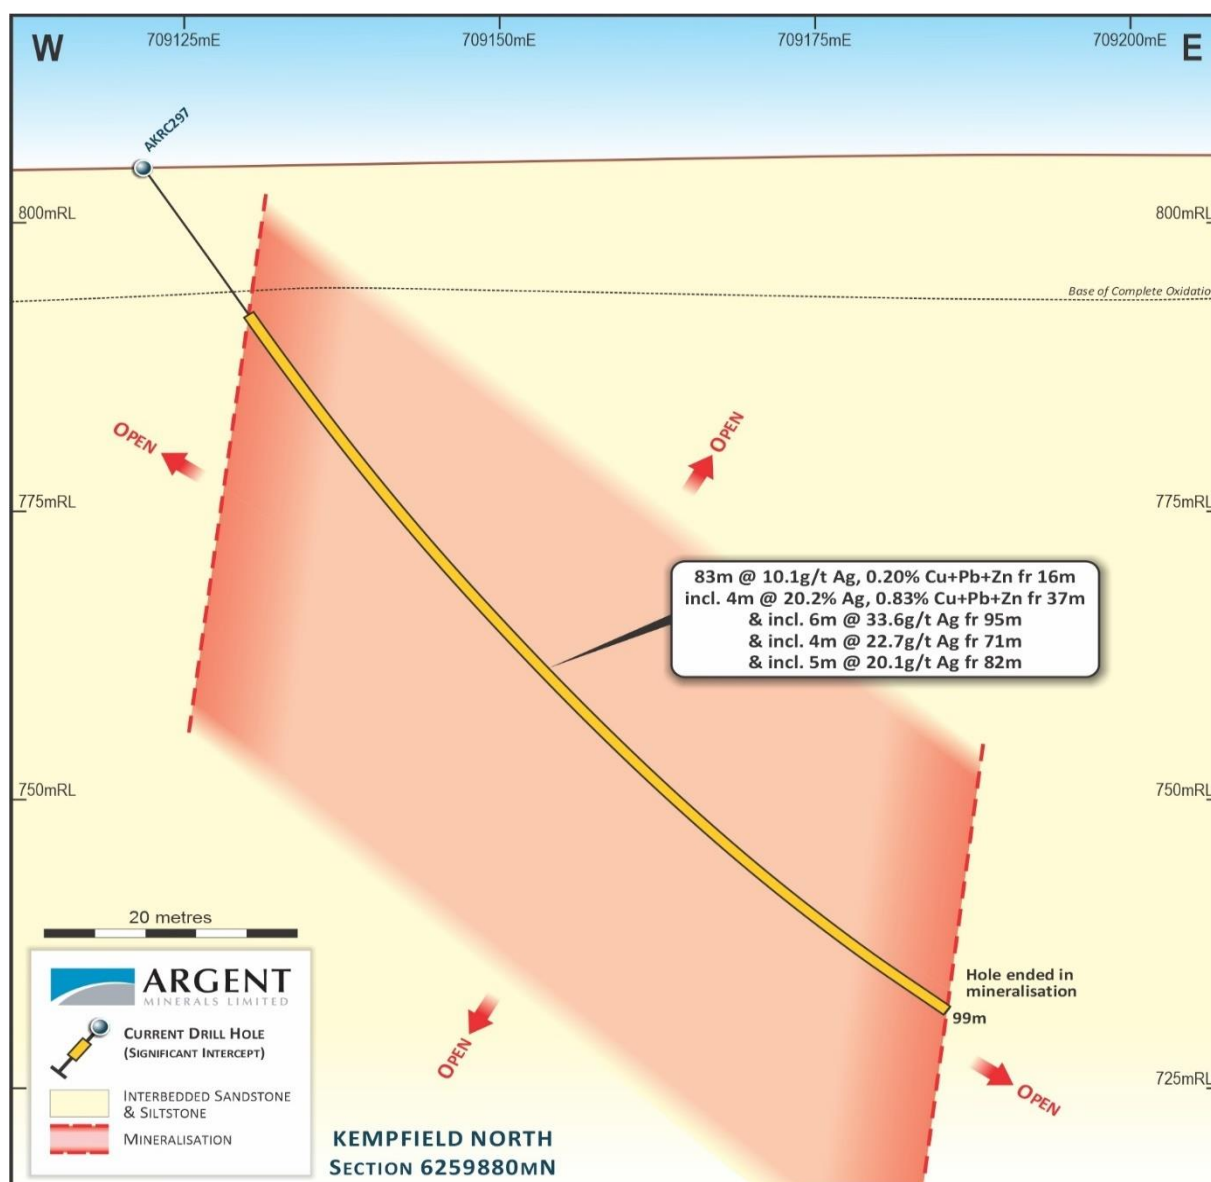 709125mE
709150mE
709175mE
709200mE
W
E
AKRC297
800mRL
800mRL
Base of Complete Oxidatio
OPEN
OPEN
775mRL
775mRL
83m @ 10.1g/t Ag, 0.20% Cu+Pb+Zn fr 16m
incl. 4m @ 20.2% Ag, 0.83% Cu+Pb+Zn fr 37m
& incl. 6m @ 33.6g/t Ag fr 95m
& incl. 4m @ 22.7g/t Ag fr 71m
& incl. 5m @ 20.1g/t Ag fr 82m
750mRL
750mRL
20 metres
ARGENT
MINERALS LIMITED
CURRENT DRILL HOLE
(SIGNIFICANT INTERCEPT)
INTERBEDDED SANDSTONE
& SILTSTONE
MINERALISATION
Hole ended in
mineralisation
99m
OPEN
OPEN
725mRL
KEMPFIELD NORTH
SECTION 6259880MN